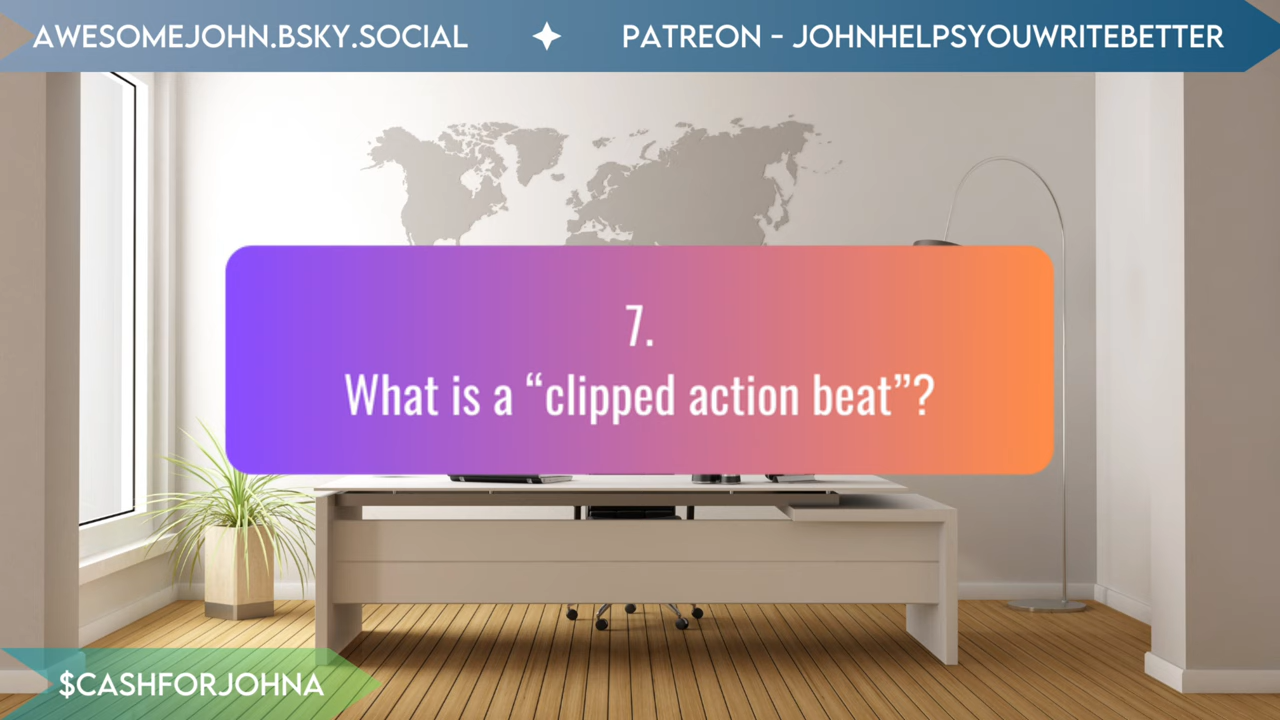 AWESOMEJOHN.BSKY.SOCIAL
PATREON - JOHNHELPSYOUWRITEBETTER
7.
What is a “clipped action beat”?
$CASHFORJOHNA